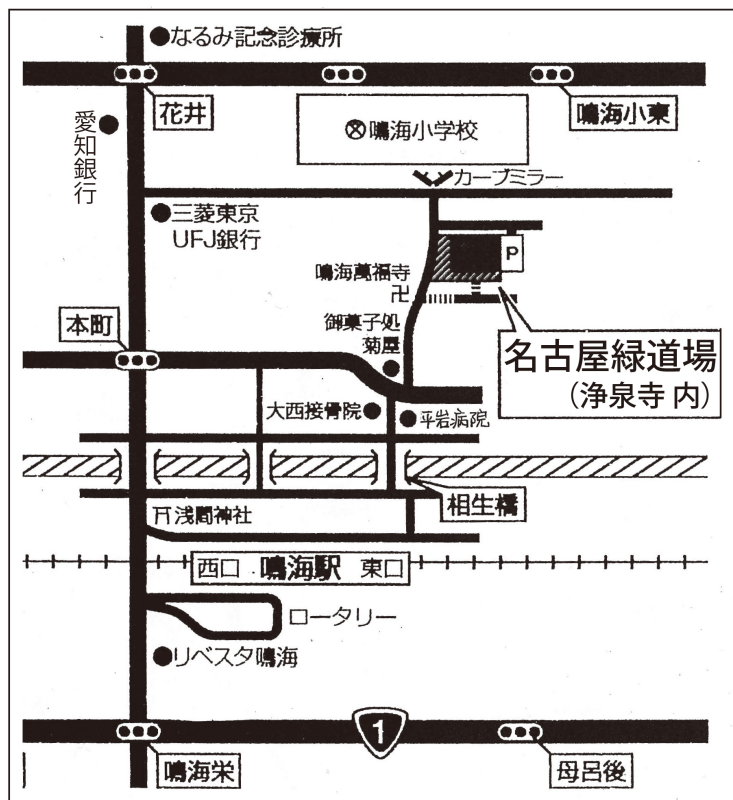 なるみ記念診療所
花井
鳴海小東
愛知銀行
鳴海小学校
カーブミラー
三菱東京
UFJ銀行
P
鳴海萬福寺
卍
御菓子処
菊屋
本町
名古屋緑道場
(浄泉寺 内)
大西接骨院
平岩病院
相生橋
浅間神社
西口 鳴海駅 東口
ロータリー
リベスタ鳴海
1
鳴海栄
母呂後